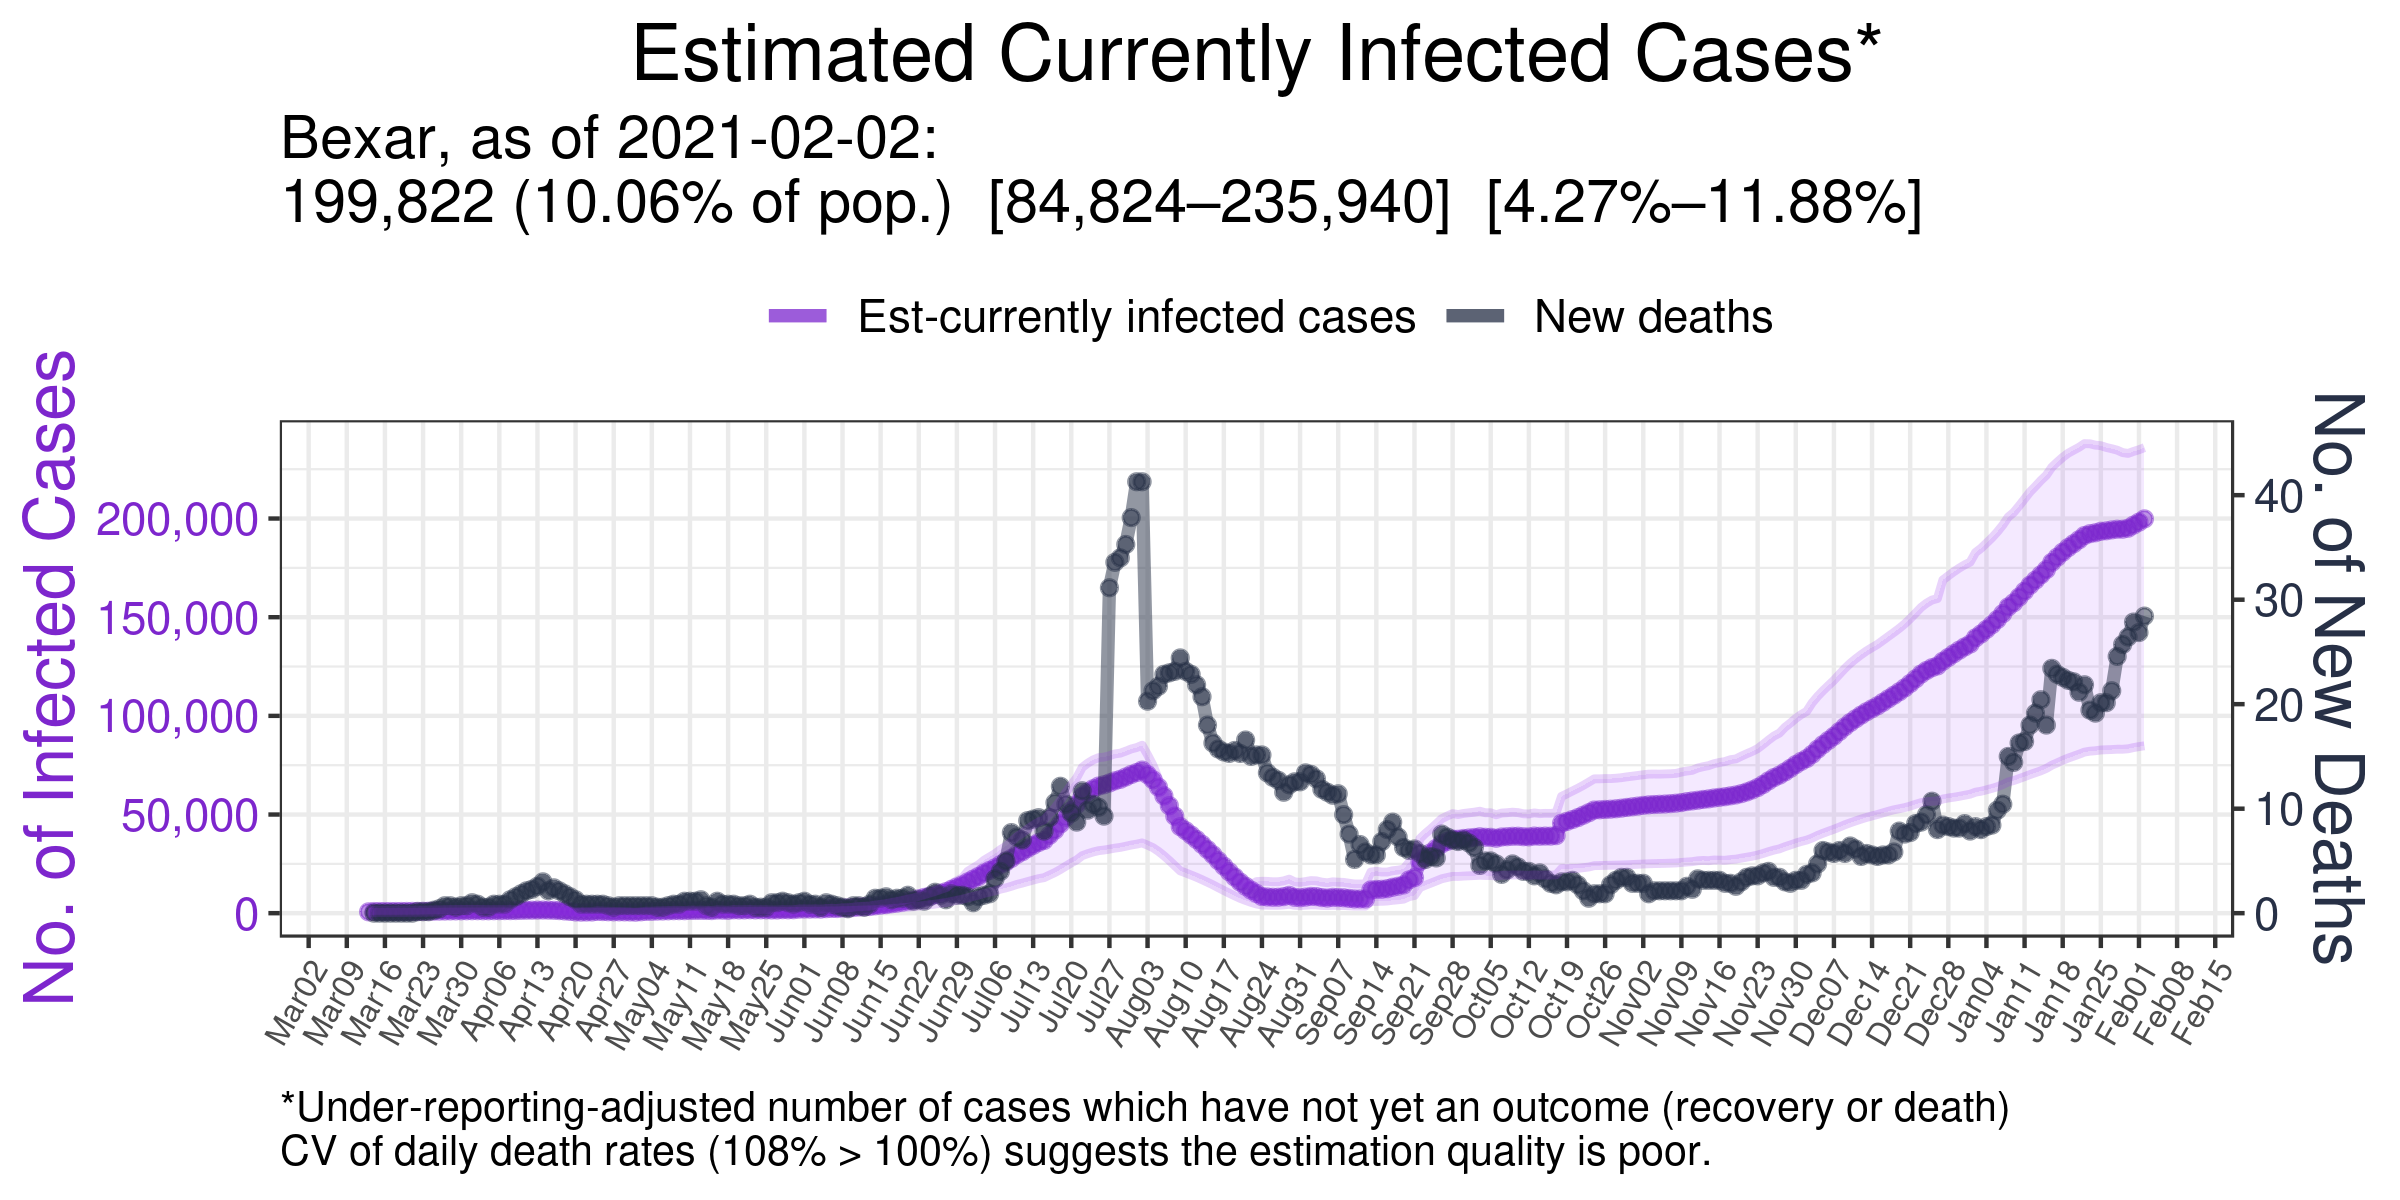 Estimated Currently Infected Cases*
Bexar, as of 2021-02-02:
199,822 (10.06% of pop.)  [84,824–235,940]  [4.27%–11.88%]
Est-currently infected cases
New deaths
No. of Infected Cases
200,000
150,000
100,000
50,000
0
No. of New Deaths
40
30
20
10
0
Mar02
Mar09
Mar16
Mar23
Mar30
Apr06
Apr13
Apr20
Apr27
May04
May11
May18
May25
Jun01
Jun08
Jun15
Jun22
Jun29
Jul06
Jul13
Jul20
Jul27
Aug03
Aug10
Aug17
Aug24
Aug31
Sep07
Sep14
Sep21
Sep28
Oct05
Oct12
Oct19
Oct26
Nov02
Nov09
Nov16
Nov23
Nov30
Dec07
Dec14
Dec21
Dec28
Jan04
Jan11
Jan18
Jan25
Feb01
Feb08
Feb15
*Under-reporting-adjusted number of cases which have not yet an outcome (recovery or death)
CV of daily death rates (108% > 100%) suggests the estimation quality is poor.